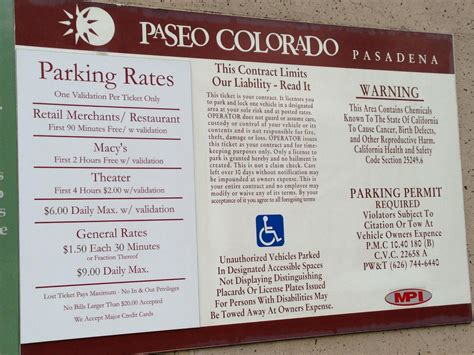 PASEO COLORADO
PASADENA
Parking Rates
One Validation Per Ticket Only
Retail Merchants/ Restaurant
First 90 Minutes Free/ w validation
Macy's
First 2 Hours Free w/ validation
Theater
First 4 Hours $2.00 w/ validation
$6.00 Daily Max. w/ validation
General Rates
$1.50 Each 30 Minutes
or Fraction Thereof
$9.00 Daily Max.
Lost Ticket Pays Maximum - No In & Out Privileges
No Bills Larger Than $20.00 Accepted
We Accept Major Credit Cards
This Contract Limits
Our Liability - Read It
This ticket is your contract. It licenses you
to park and lock one vehicle in a designated
area at your sole risk and at posted rates.
OPERATOR does not guard or assume care,
custody or control of your vehicle or its
contents and is not responsible for fire,
theft, damage or loss. OPERATOR issues
this ticket as your contract and for time-
keeping purposes only. Only a license to
park is granted hereby and no bailment is
created. This is not a claim check. Cars
left over 30 days without notification may
be impounded at owners expense. This is
your entire contract and no employee may
modify or waive any of its terms. By your
acceptance of it you agree to all foregoing terms
Unauthorized Vehicles Parked
In Designated Accessible Spaces
Not Displaying Distinguishing
Placards Or License Plates Issued
For Persons With Disabilities May
Be Towed Away At Owners Expense.
WARNING
This Area Contains Chemicals
Known To The State Of California
To Cause Cancer, Birth Defects,
and Other Reproductive Harm.
California Health and Safety
Code Section 25249.6
PARKING PERMIT
REQUIRED
Violators Subject To
Citation Or Tow At
Vehicle Owners Expence
P.M.C 10.40 180 (B)
C.V.C. 22658 A
PW&T (626) 744-6440
MPI